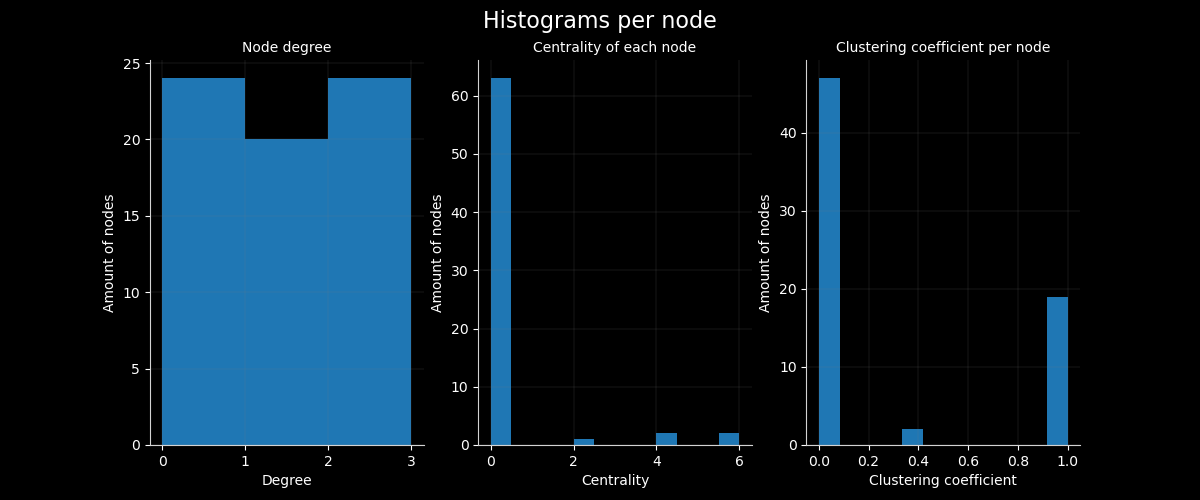 Histograms per node
Node degree
Centrality of each node
Clustering coefficient per node
Amount of nodes
25
20
15
10
5
0
0 1 2 3
Degree
Amount of nodes
60
50
40
30
20
10
0
0 2 4 6
Centrality
Amount of nodes
40
30
20
10
0
0.0 0.2 0.4 0.6 0.8 1.0
Clustering coefficient